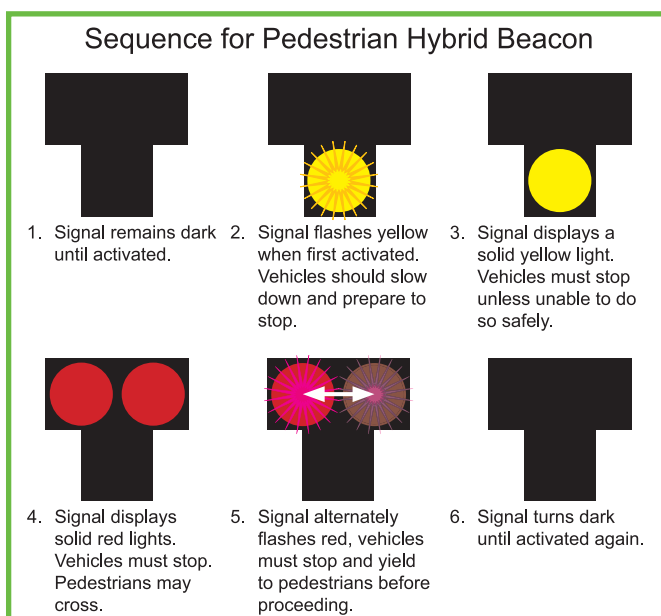 Sequence for Pedestrian Hybrid Beacon
1. Signal remains dark
until activated.
2. Signal flashes yellow
when first activated.
Vehicles should slow
down and prepare to
stop.
3. Signal displays a
solid yellow light.
Vehicles must stop
unless unable to do
so safely.
4. Signal displays
solid red lights.
Vehicles must stop.
Pedestrians may
cross.
5. Signal alternately
flashes red, vehicles
must stop and yield
to pedestrians before
proceeding.
6. Signal turns dark
until activated again.